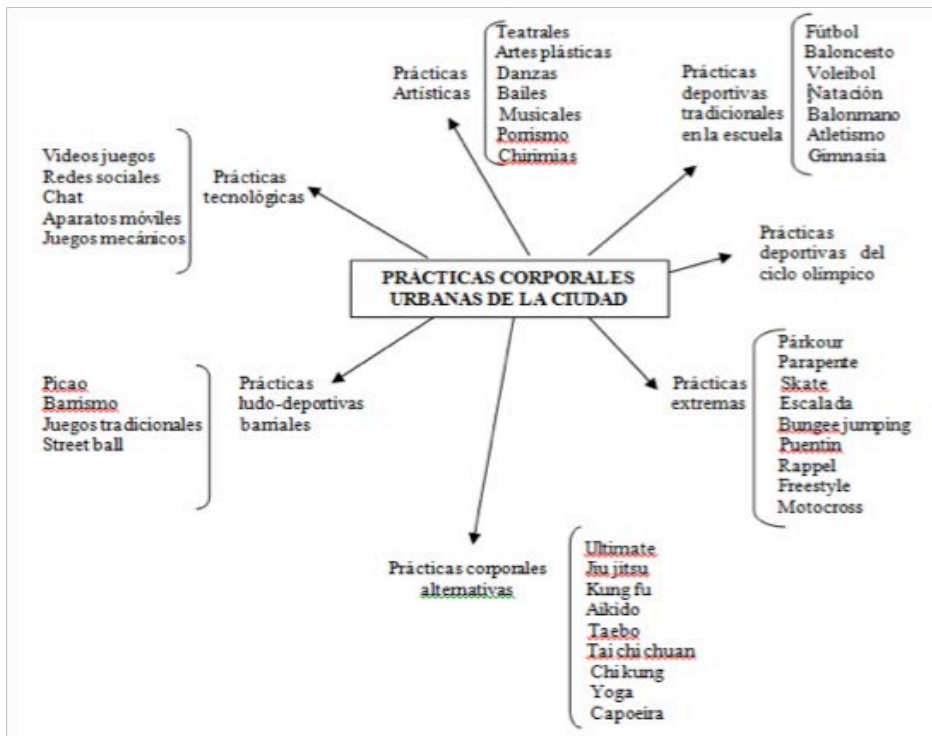 Teatrales
Artes plásticas
Danzas
Bailes
Musicales
Porrismo
Chirimias
Prácticas
Artísticas
Fútbol
Baloncesto
Voleibol
Natación
Balonmano
Atletismo
Gimnasia
Prácticas
deportivas
tradicionales
en la escuela
Videos juegos
Redes sociales
Chat
Aparatos móviles
Juegos mecánicos
Prácticas
tecnológicas
Prácticas
deportivas del
ciclo olímpico
PRÁCTICAS CORPORALES
URBANAS DE LA CIUDAD
Picao
Barrismo
Juegos tradicionales
Street ball
Prácticas
ludo-deportivas
barriales
Prácticas
extremas
Párkour
Parapente
Skate
Escalada
Bungee jumping
Puentin
Rappel
Freestyle
Motocross
Prácticas corporales
alternativas
Ultimate
Jiu jitsu
Kung fu
Aikido
Taebo
Tai chi chuan
Chi kung
Yoga
Capoeira